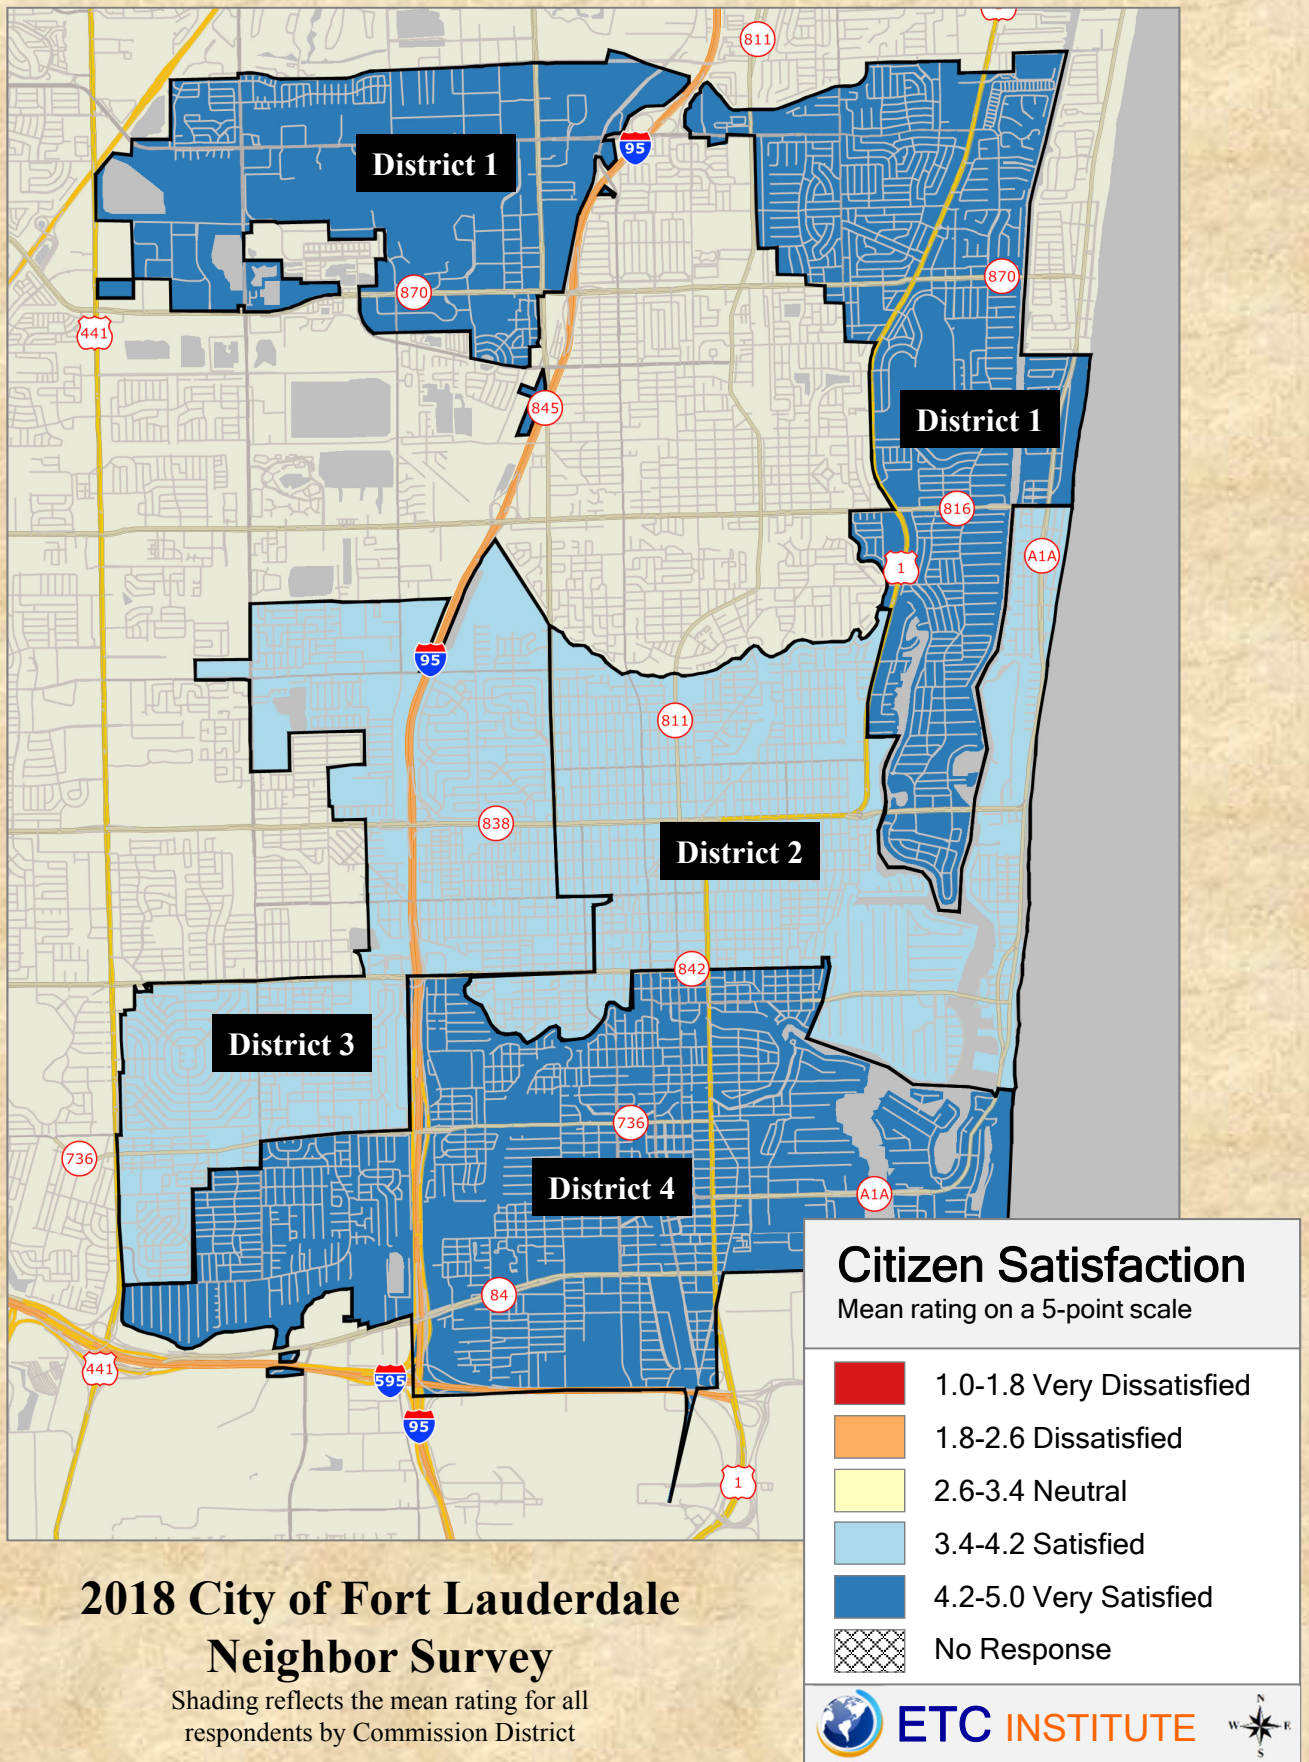 811
95
District 1
870
870
441
845
District 1
816
A1A
1
95
811
838
District 2
842
District 3
736
736
District 4
A1A
84
441
595
95
1
Citizen Satisfaction
Mean rating on a 5-point scale
1.0-1.8 Very Dissatisfied
1.8-2.6 Dissatisfied
2.6-3.4 Neutral
3.4-4.2 Satisfied
4.2-5.0 Very Satisfied
No Response
2018 City of Fort Lauderdale
Neighbor Survey
Shading reflects the mean rating for all
respondents by Commission District
ETC INSTITUTE
N
W E
S